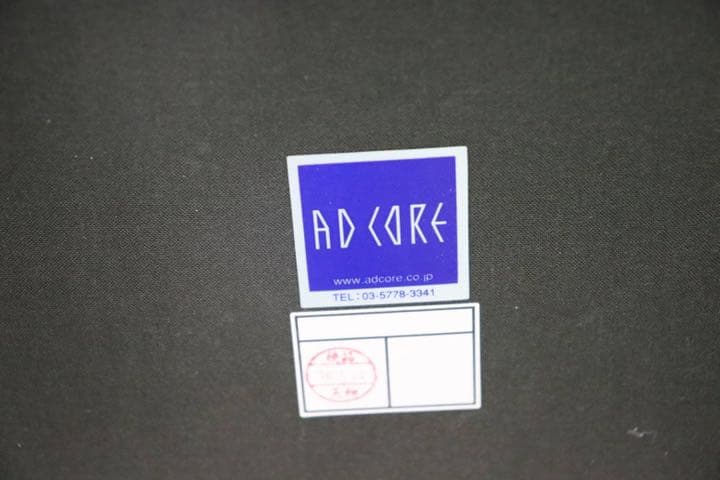 AD CORE
www.adcore.co.jp
TEL：03-5778-3341